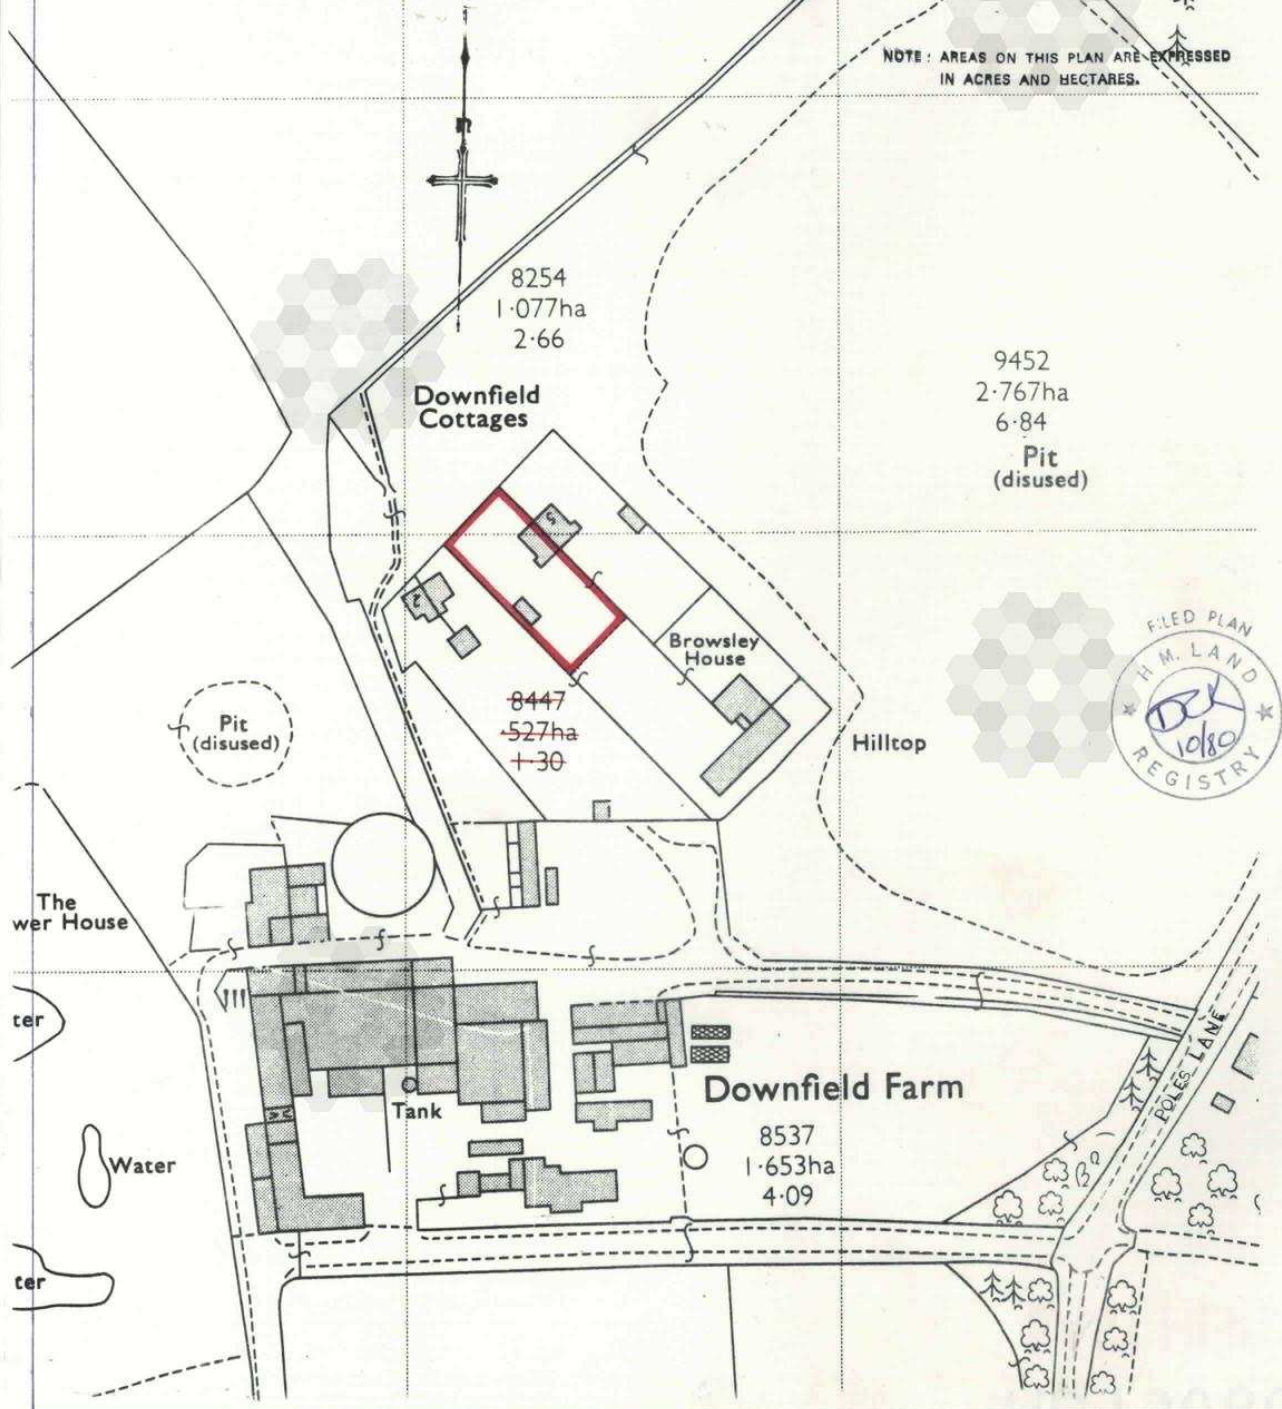 NOTE: AREAS ON THIS PLAN ARE EXPRESSED
IN ACRES AND HECTARES.
8254
1·077ha
2·66
Downfield
Cottages
9452
2·767ha
6·84
Pit
(disused)
5
2
Browsley
House
FILED PLAN
H.M. LAND
REGISTRY
10/80
8447
·527ha
1·30
Pit
(disused)
Hilltop
The
wer House
ter
POLES LANE
Downfield Farm
Tank
8537
1·653ha
4·09
Water
ter